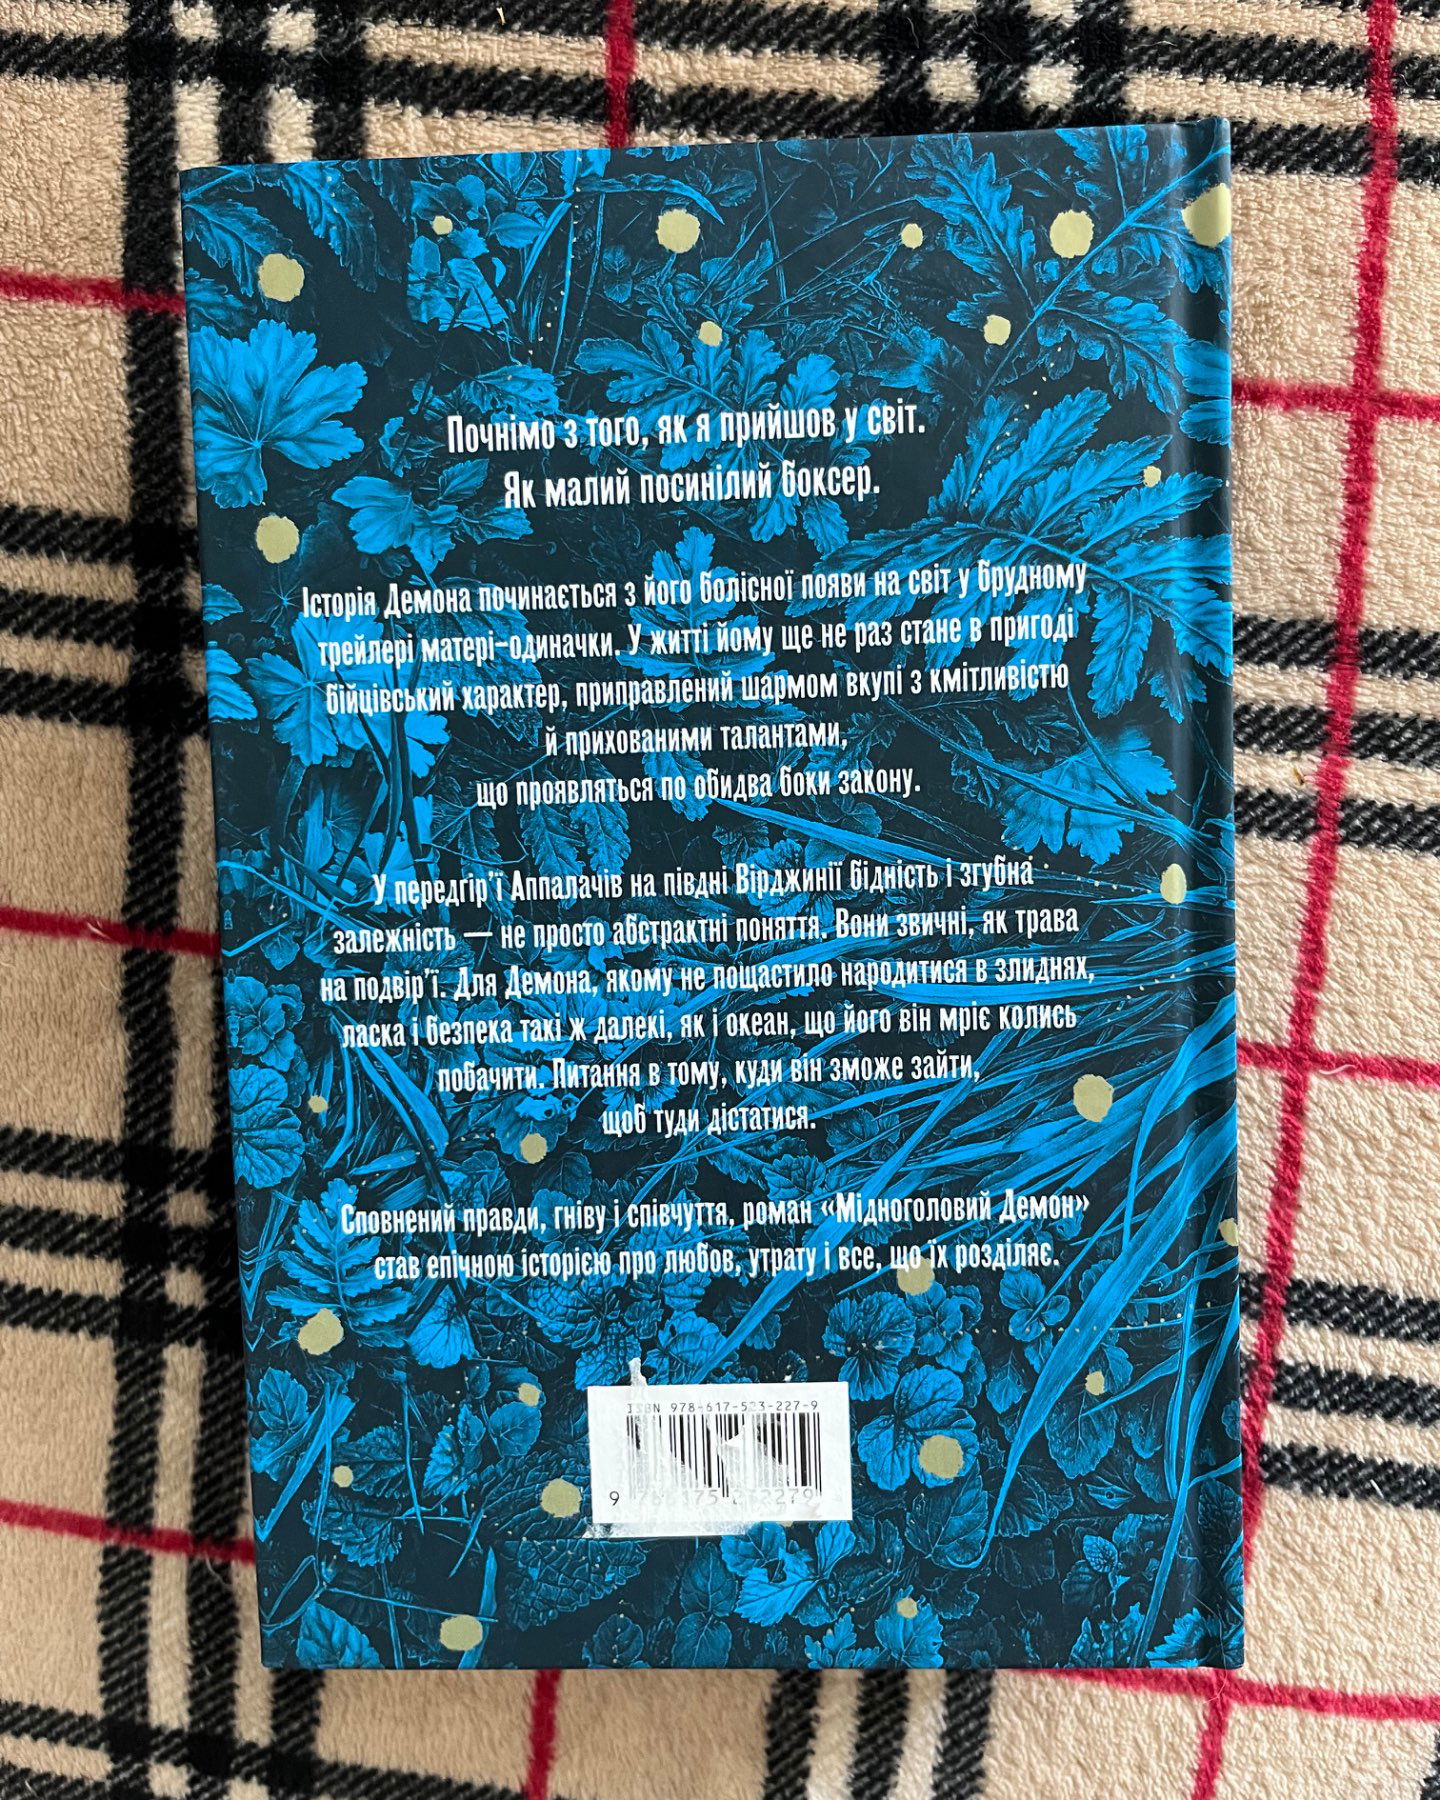 Почнімо з того, як я прийшов у світ.
Як малий посинілий боксер.
Історія Демона починається з його болісної появи на світ у брудному
трейлері матері-одиначки. У житті йому ще не раз стане в пригоді
бійцівський характер, приправлений шармом вкупі з кмітливістю
й прихованими талантами,
що проявляться по обидва боки закону.
У передгір'ї Аппалачів на півдні Вірджинії бідність і згубна
залежність — не просто абстрактні поняття. Вони звичні, як трава
на подвір'ї. Для Демона, якому не пощастило народитися в злиднях,
ласка і безпека такі ж далекі, як і океан, що його він мріє колись
побачити. Питання в тому, куди він зможе зайти,
щоб туди дістатися.
Сповнений правди, гніву і співчуття, роман «Мідноголовий Демон»
став епічною історією про любов, утрату і все, що їх розділяє.
ISBN 978-617-523-227-9